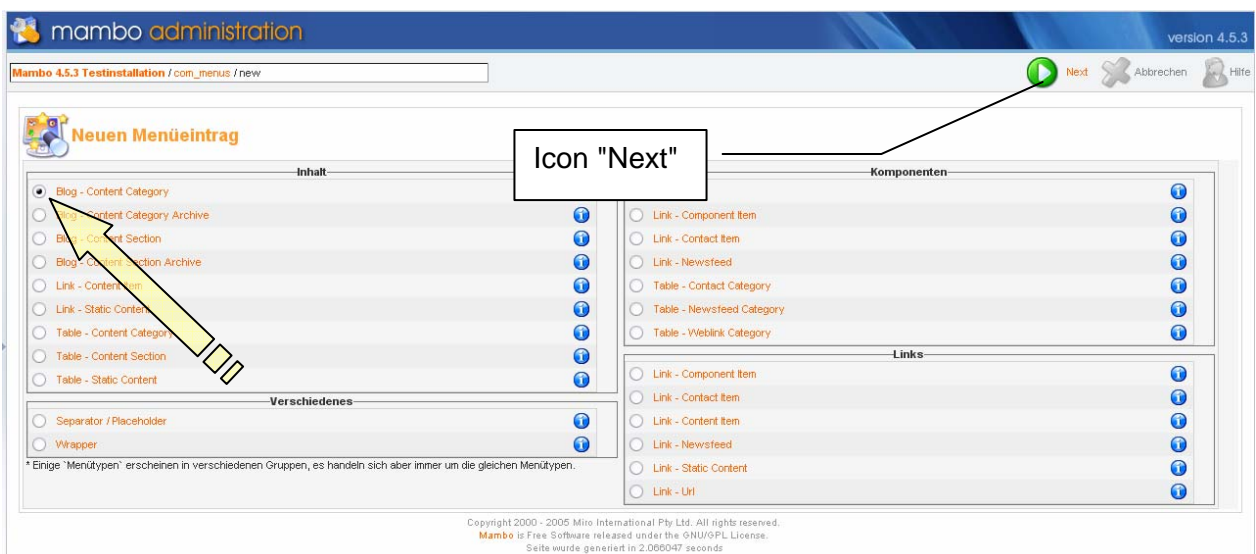 mambo administration
version 4.5.3
Mambo 4.5.3 Testinstallation / com_menus / new
Next
Abbrechen
Hilfe
Neuen Menüeintrag
Icon "Next"
Inhalt
Blog - Content Category
Blog - Content Category Archive
Blog - Content Section
Blog - Content Section Archive
Link - Content Item
Link - Static Content
Table - Content Category
Table - Content Section
Table - Static Content
Verschiedenes
Separator / Placeholder
Wrapper
* Einige `Menütypen` erscheinen in verschiedenen Gruppen, es handeln sich aber immer um die gleichen Menütypen.
Komponenten
Link - Component Item
Link - Contact Item
Link - Newsfeed
Table - Contact Category
Table - Newsfeed Category
Table - Weblink Category
Links
Link - Component Item
Link - Contact Item
Link - Content Item
Link - Newsfeed
Link - Static Content
Link - Url
Copyright 2000 - 2005 Miro International Pty Ltd. All rights reserved.
Mambo is Free Software released under the GNU/GPL License.
Seite wurde generiert in 2.066047 seconds